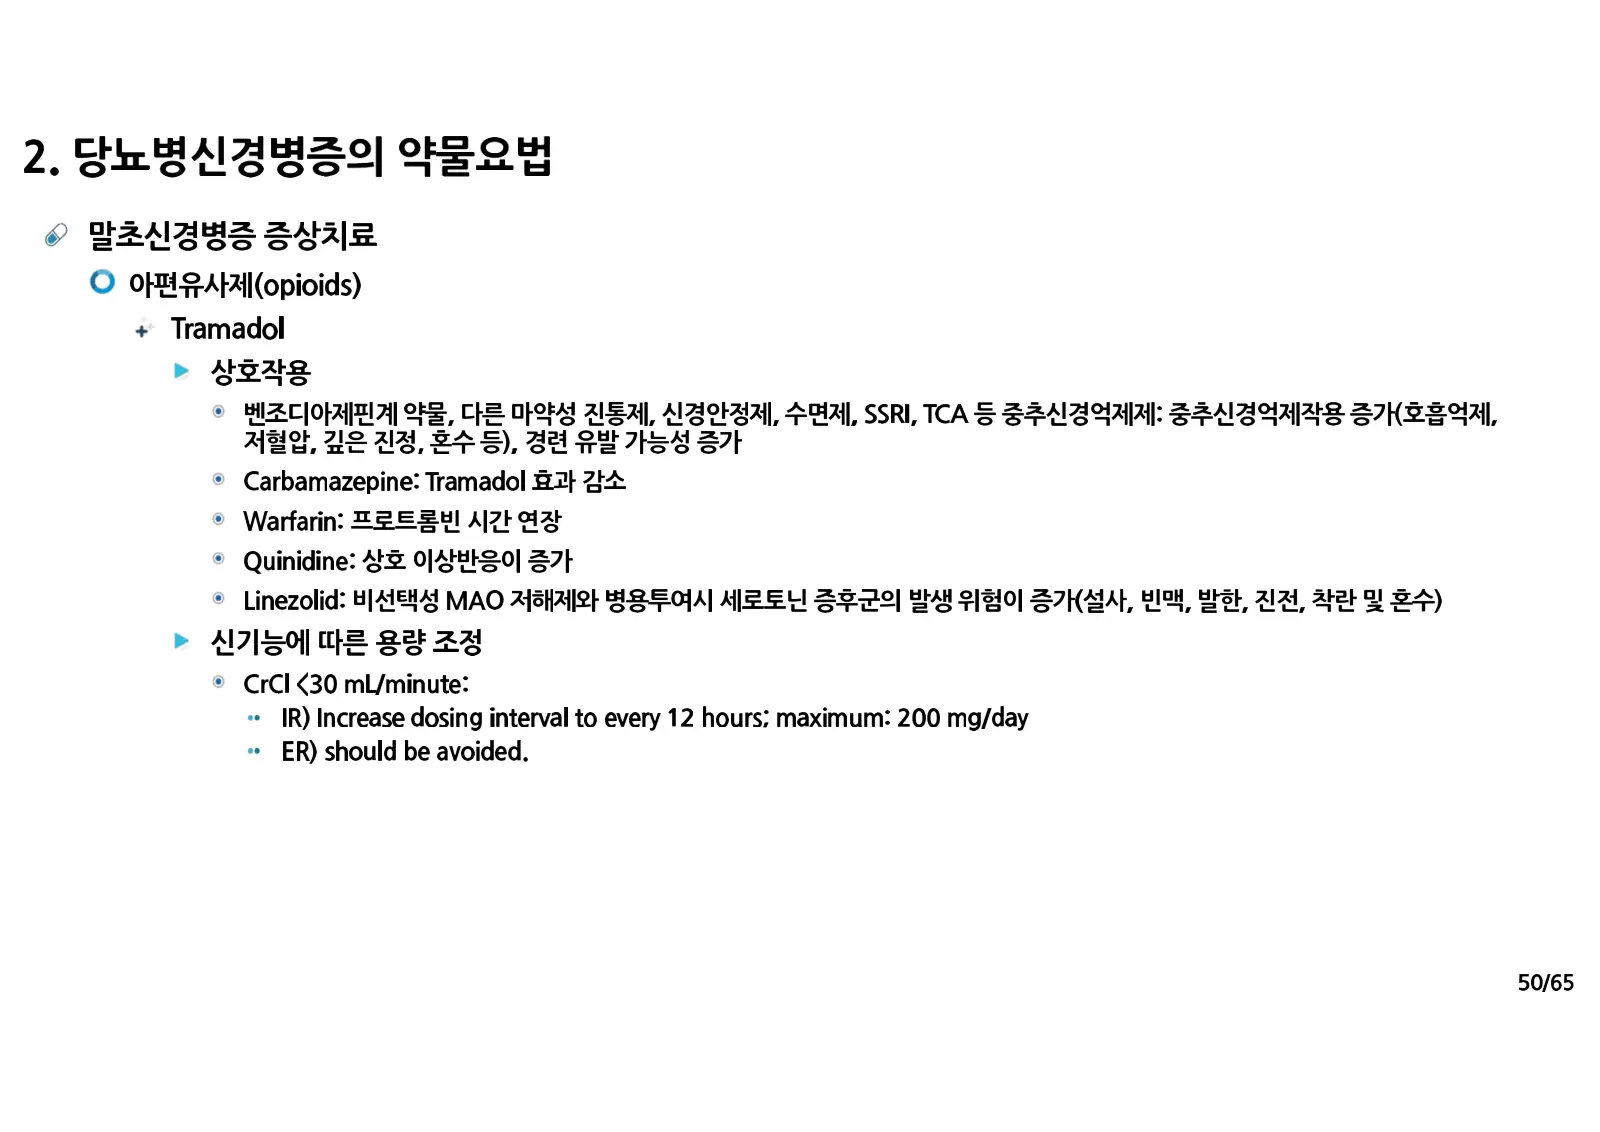 2. 당뇨병신경병증의 약물요법
말초신경병증 증상치료
아편유사제(opioids)
Tramadol
상호작용
벤조디아제핀계 약물, 다른 마약성 진통제, 신경안정제, 수면제, SSRI, TCA 등 중추신경억제제: 중추신경억제작용 증가(호흡억제,
저혈압, 깊은 진정, 혼수 등), 경련 유발 가능성 증가
Carbamazepine: Tramadol 효과 감소
Warfarin: 프로트롬빈 시간 연장
Quinidine: 상호 이상반응이 증가
Linezolid: 비선택성 MAO 저해제와 병용투여시 세로토닌 증후군의 발생 위험이 증가(설사, 빈맥, 발한, 진전, 착란 및 혼수)
신기능에 따른 용량 조정
CrCl <30 mL/minute:
IR) Increase dosing interval to every 12 hours; maximum: 200 mg/day
ER) should be avoided.
50/65